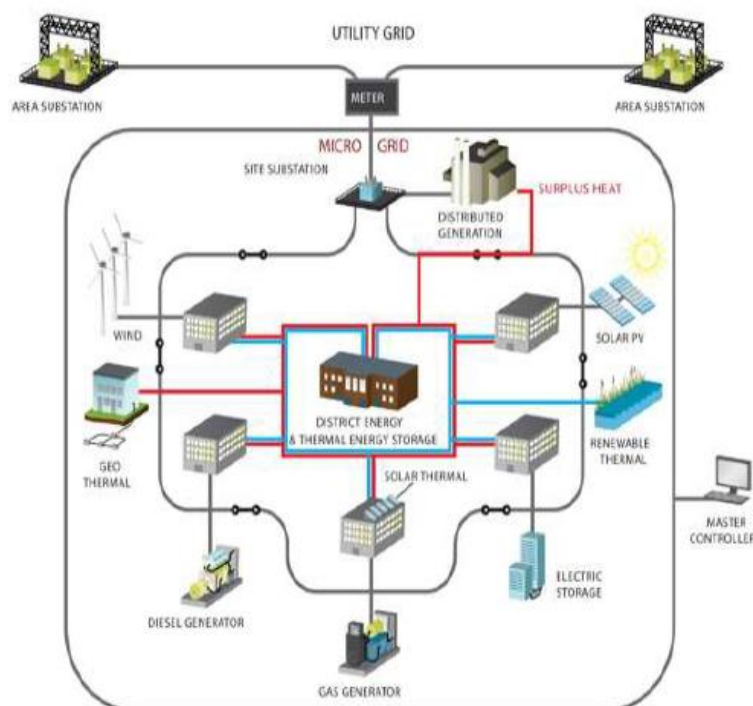 UTILITY GRID
AREA SUBSTATION
METER
AREA SUBSTATION
MICRO GRID
SITE SUBSTATION
DISTRIBUTED
GENERATION
SURPLUS HEAT
WIND
SOLAR PV
DISTRICT ENERGY
& THERMAL ENERGY STORAGE
GEO
THERMAL
RENEWABLE
THERMAL
SOLAR THERMAL
MASTER
CONTROLLER
ELECTRIC
STORAGE
DIESEL GENERATOR
GAS GENERATOR